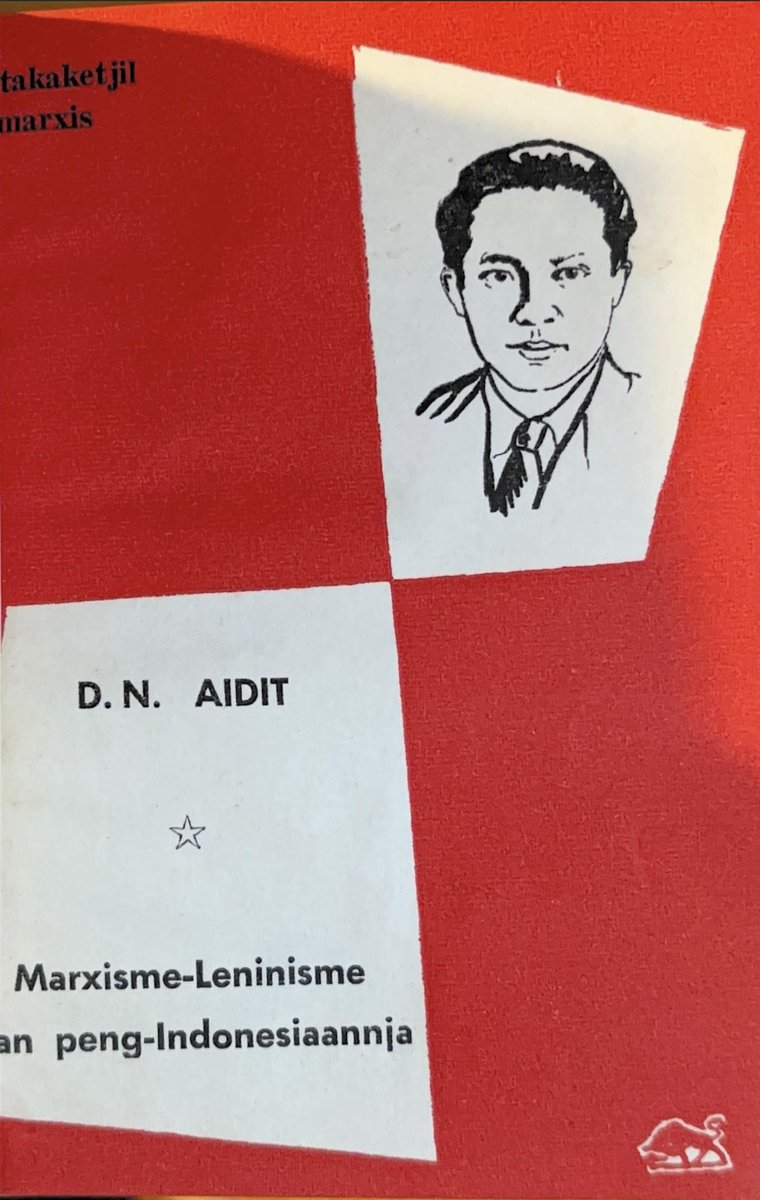 takaketjil
marxis
D. N. AIDIT
Marxisme-Leninisme
an peng-Indonesiaannja